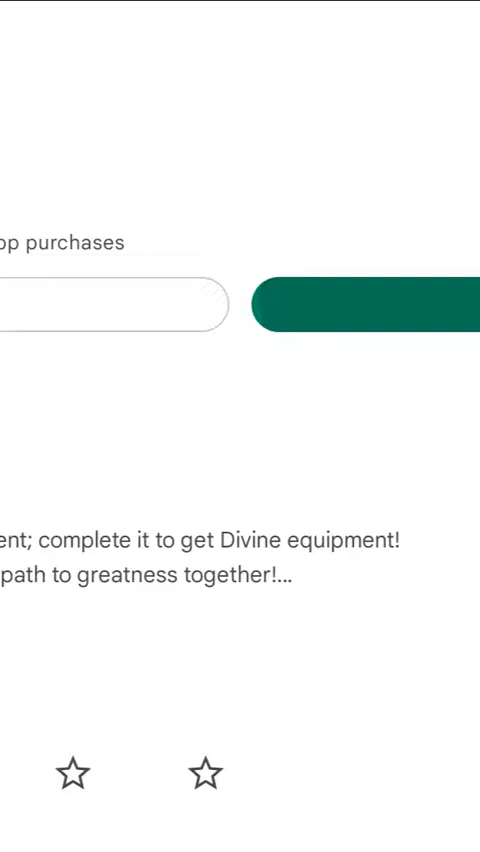 purchases
complete it to get Divine equipment!
path to greatness together!...